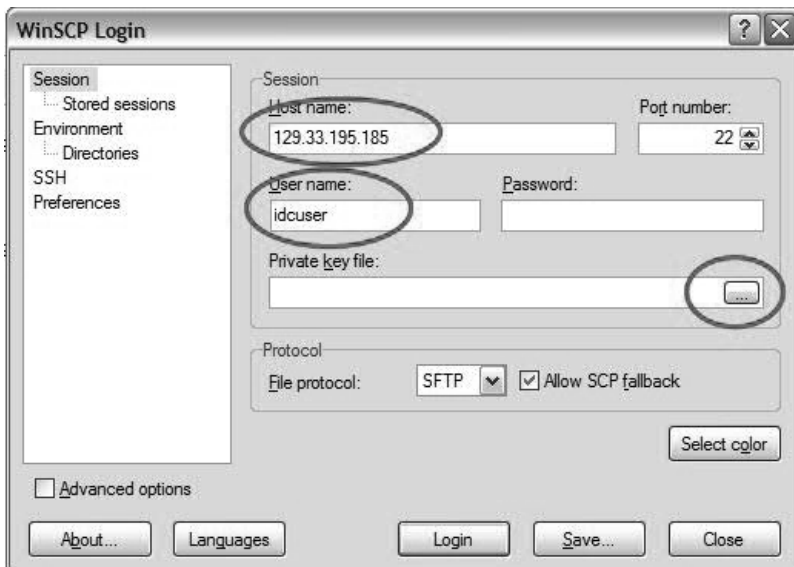 WinSCP Login
?
Session
Stored sessions
Environment
Directories
SSH
Preferences
Session
Host name:
Port number:
129.33.195.185
22
User name:
Password:
idcuser
Private key file:
...
Protocol
File protocol:
SFTP
Allow SCP fallback
Select color
Advanced options
About...
Languages
Login
Save...
Close